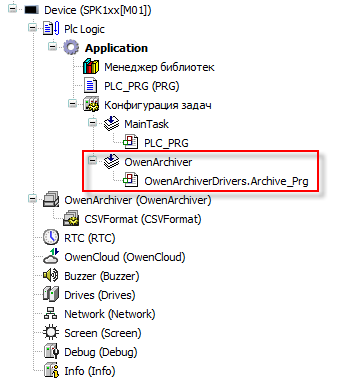 Device (SPK1xx[M01])
Plc Logic
Application
Менеджер библиотек
PLC_PRG (PRG)
Конфигурация задач
MainTask
PLC_PRG
OwenArchiver
OwenArchiverDrivers.Archive_Prg
OwenArchiver (OwenArchiver)
CSVFormat (CSVFormat)
RTC (RTC)
OwenCloud (OwenCloud)
Buzzer (Buzzer)
Drives (Drives)
Network (Network)
Screen (Screen)
Debug (Debug)
Info (Info)